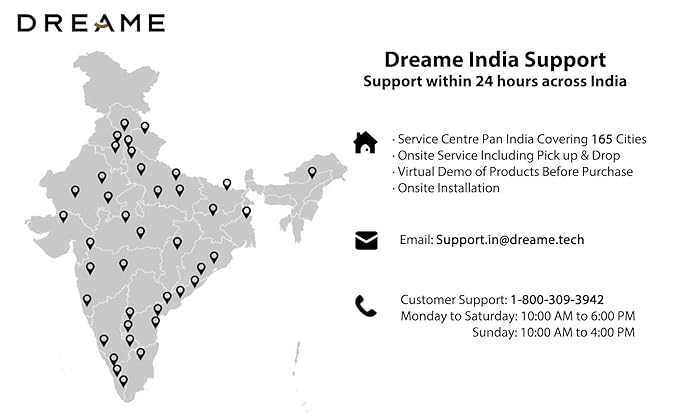 DREAME
Dreame India Support
Support within 24 hours across India
· Service Centre Pan India Covering 165 Cities
· Onsite Service Including Pick up & Drop
· Virtual Demo of Products Before Purchase
· Onsite Installation
Email: Support.in@dreame.tech
Customer Support: 1-800-309-3942
Monday to Saturday: 10:00 AM to 6:00 PM
Sunday: 10:00 AM to 4:00 PM